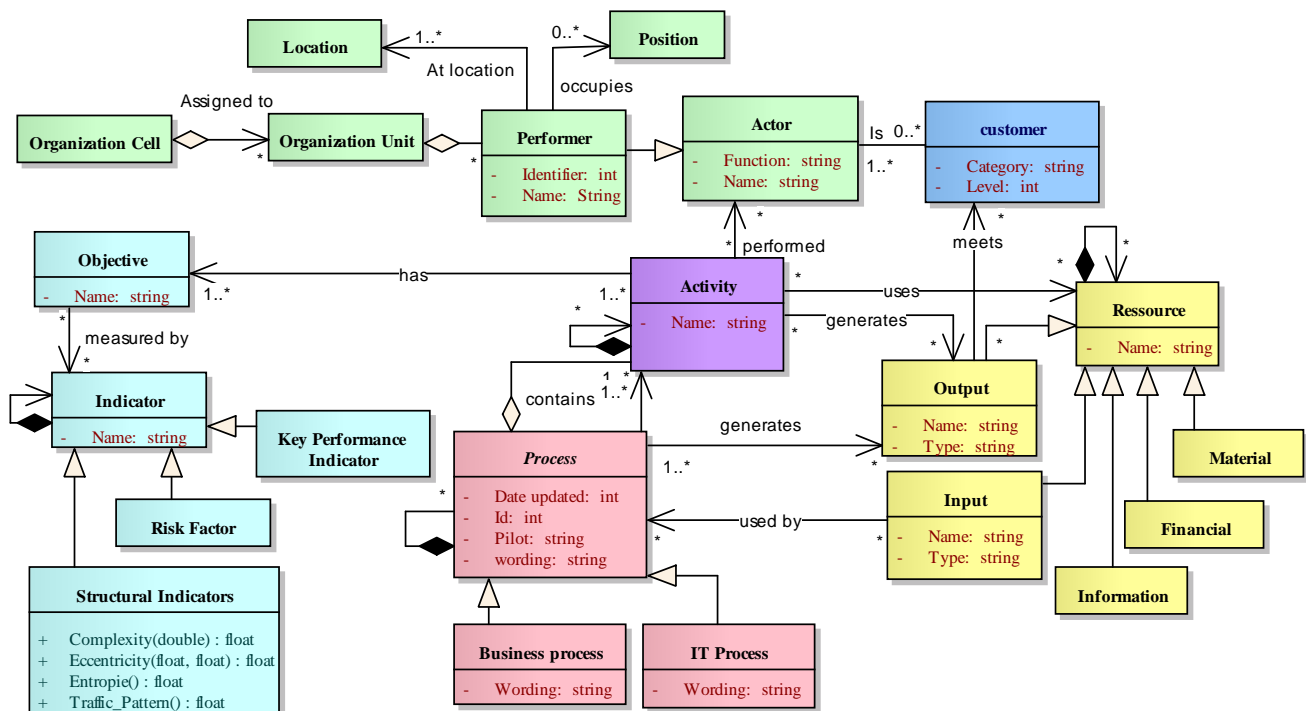 Location
1..*
At location
0..*
occupies
Position
Assigned to
Organization Cell
*
Organization Unit
*
Performer
- Identifier: int
- Name: String
Actor
- Function: string
- Name: string
Is 0..*
1..*
customer
- Category: string
- Level: int
*
* performed
*
meets
*
*
Objective
- Name: string
1..*
has
1..*
Activity
- Name: string
*
*
uses
*
generates
*
*
Ressource
- Name: string
*
measured by
*
Indicator
- Name: string
Key Performance
Indicator
Risk Factor
Structural Indicators
+ Complexity(double) : float
+ Eccentricity(float, float) : float
+ Entropie() : float
+ Traffic_Pattern() : float
*
*
contains
1..*
1..*
Process
- Date updated: int
- Id: int
- Pilot: string
- wording: string
*
generates
1..*
*
Output
- Name: string
- Type: string
used by
*
*
Input
- Name: string
- Type: string
Material
Financial
Information
Business process
- Wording: string
IT Process
- Wording: string